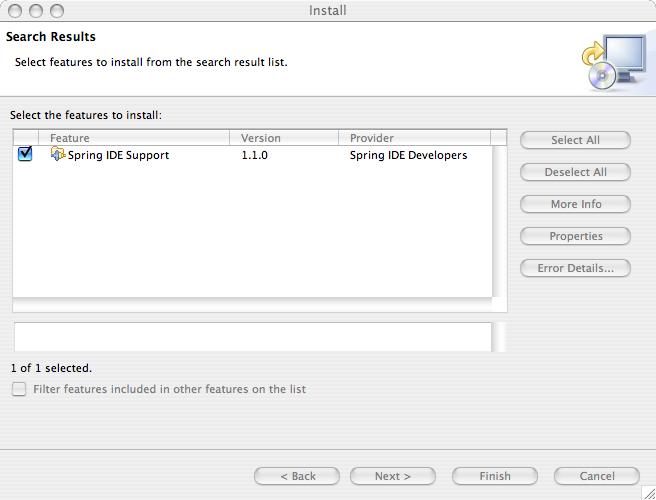 Install
Search Results
Select features to install from the search result list.
Select the features to install:
Feature Version Provider
Spring IDE Support 1.1.0 Spring IDE Developers
Select All
Deselect All
More Info
Properties
Error Details...
1 of 1 selected.
Filter features included in other features on the list
< Back Next > Finish Cancel